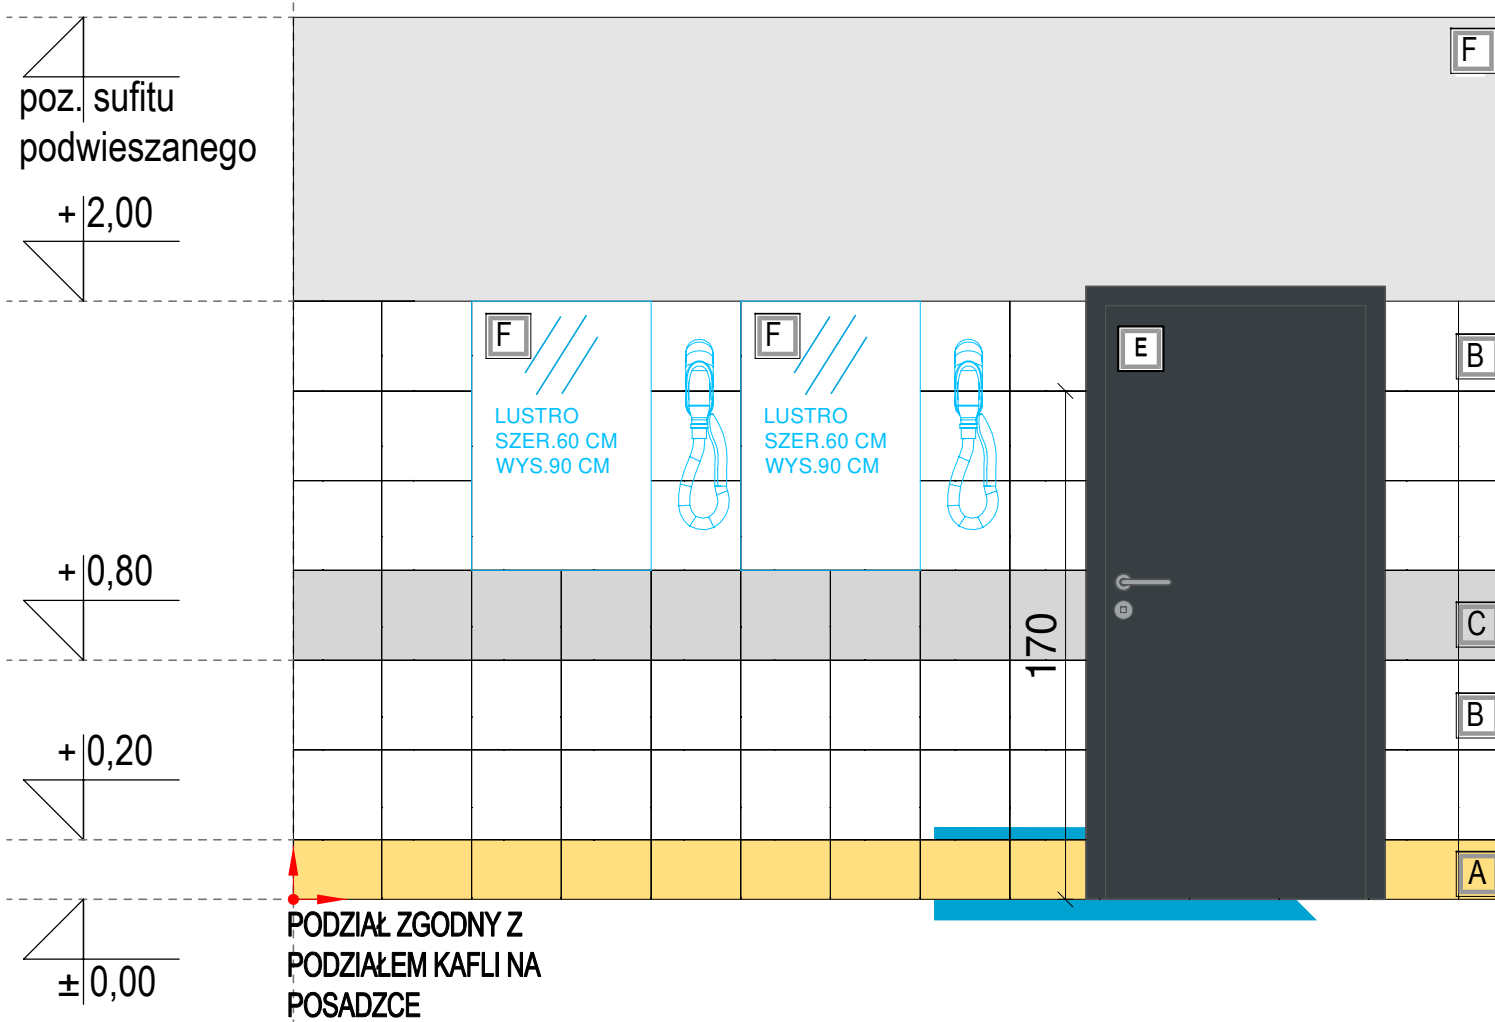 F
poz. sufitu
podwieszanego
+2,00
F
F
E
B
LUSTRO
SZER.60 CM
WYS.90 CM
LUSTRO
SZER.60 CM
WYS.90 CM
+0,80
C
170
B
+0,20
A
PODZIAŁ ZGODNY Z
PODZIAŁEM KAFLI NA
POSADZCE
±0,00